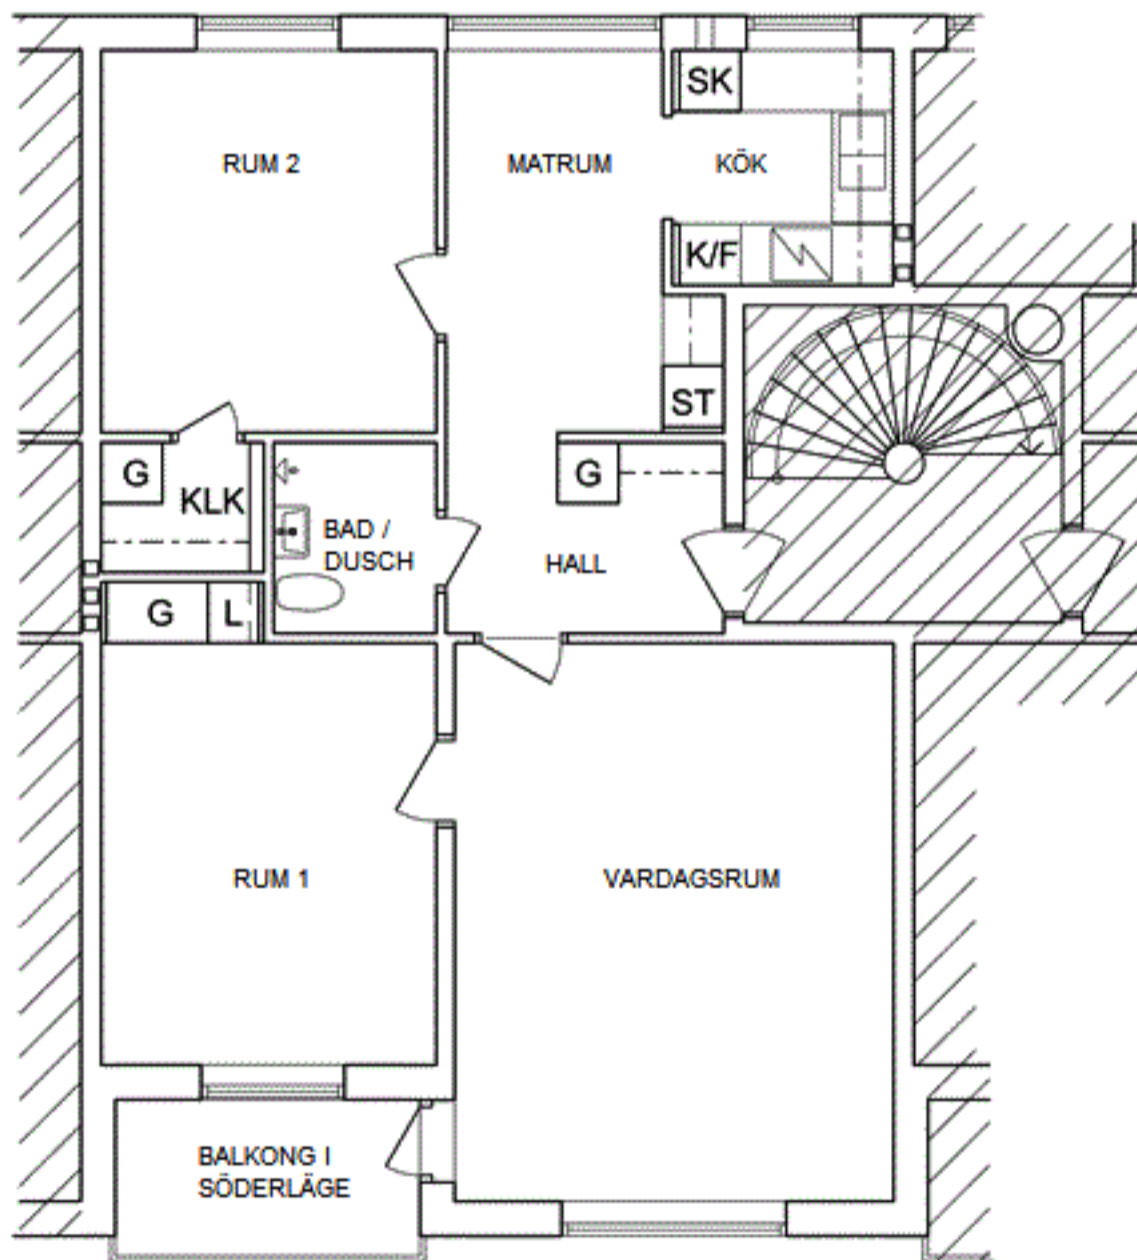 SK
RUM 2
MATRUM
KÖK
K/F
ST
G
KLK
G
BAD /
DUSCH
HALL
G
L
RUM 1
VARDAGSRUM
BALKONG I
SÖDERLÄGE